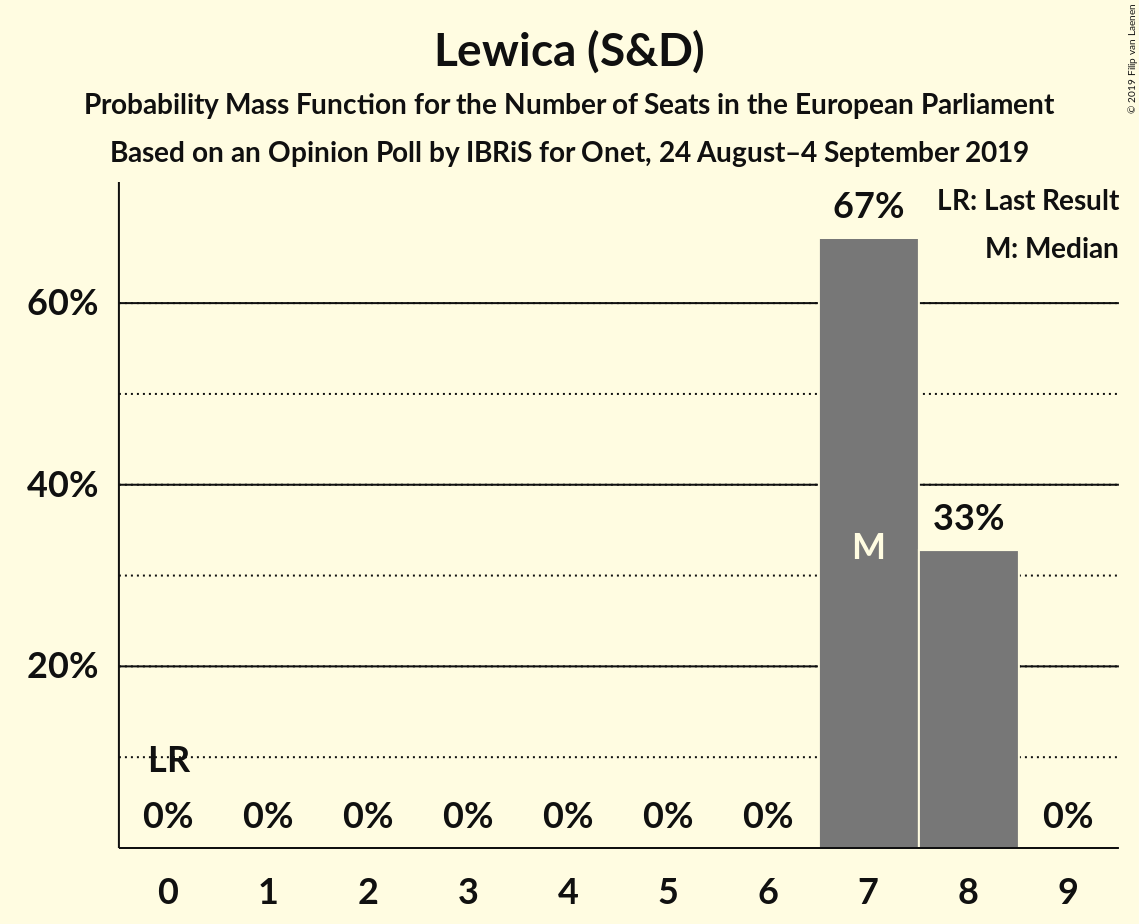 Lewica (S&D)
Probability Mass Function for the Number of Seats in the European Parliament
Based on an Opinion Poll by IBRiS for Onet, 24 August–4 September 2019
© 2019 Filip van Laenen
LR: Last Result
M: Median
67%
60%
40%
33%
M
20%
LR
0% 0% 0% 0% 0% 0% 0% 0%
0 1 2 3 4 5 6 7 8 9